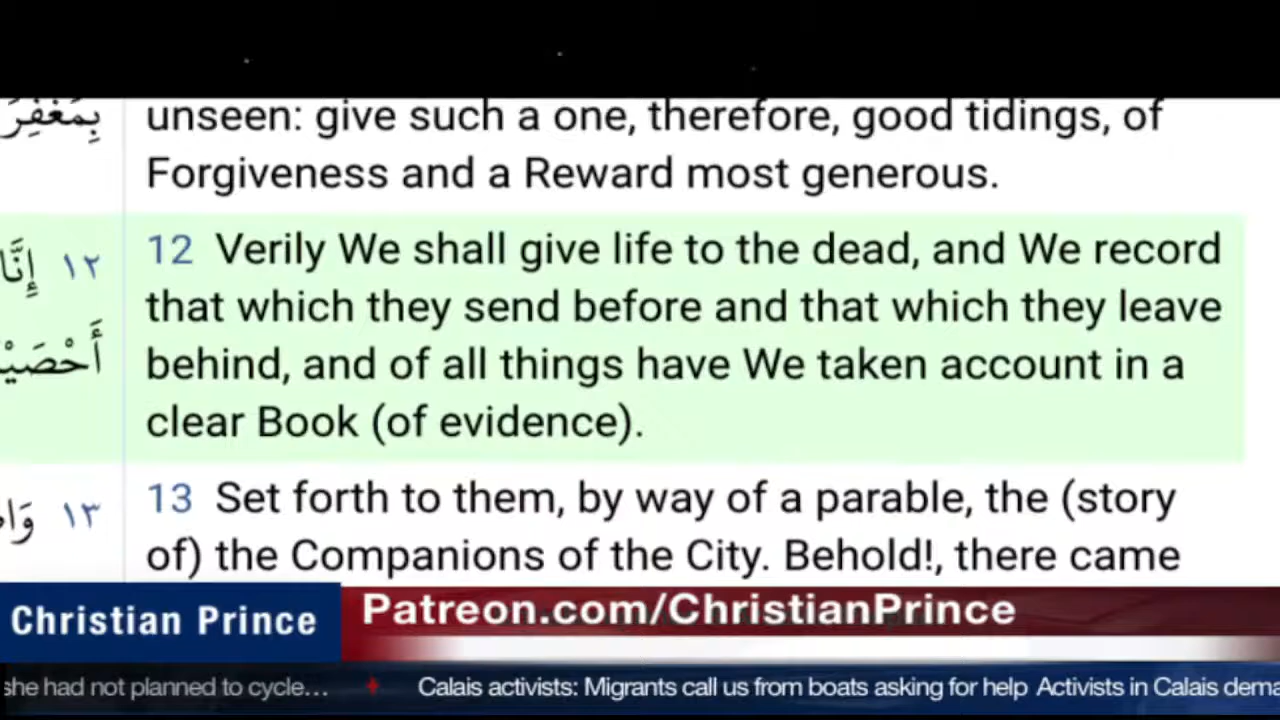 بِمَغْفِرَ
unseen: give such a one, therefore, good tidings, of
Forgiveness and a Reward most generous.
١٢ إِنَّا
12 Verily We shall give life to the dead, and We record
that which they send before and that which they leave
أَحْصَيْ
behind, and of all things have We taken account in a
clear Book (of evidence).
١٣
13 Set forth to them, by way of a parable, the (story
of) the Companions of the City. Behold!, there came
Christian Prince
Patreon.com/ChristianPrince
she had not planned to cycle... Calais activists: Migrants call us from boats asking for help Activists in Calais dema